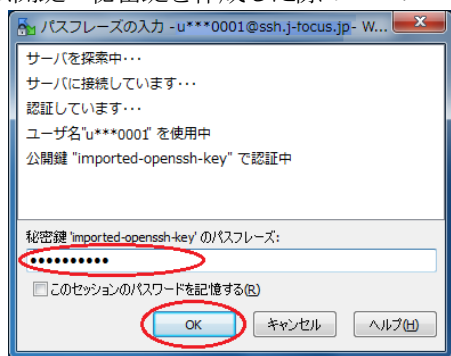 パスフレーズの入力 - u***0001@ssh.j-focus.jp - W...
サーバを探索中・・・
サーバに接続しています・・・
認証しています・・・
ユーザ名"u***0001" を使用中
公開鍵 "imported-openssh-key" で認証中
秘密鍵 'imported-openssh-key' のパスフレーズ:
●●●●●●●●●●
このセッションのパスワードを記憶する(R)
OK キャンセル ヘルプ(H)